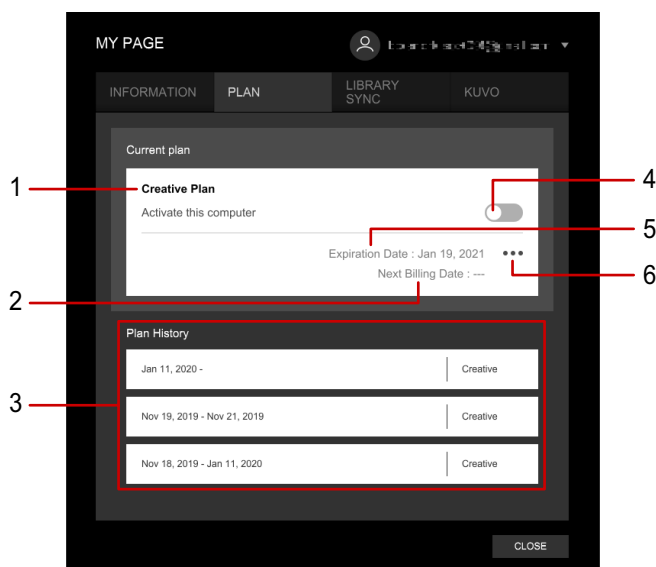 MY PAGE
INFORMATION
PLAN
LIBRARY
SYNC
KUVO
Current plan
1
Creative Plan
4
Activate this computer
5
Expiration Date : Jan 19, 2021
6
Next Billing Date : ---
2
Plan History
Jan 11, 2020 -
Creative
3
Nov 19, 2019 - Nov 21, 2019
Creative
Nov 18, 2019 - Jan 11, 2020
Creative
CLOSE